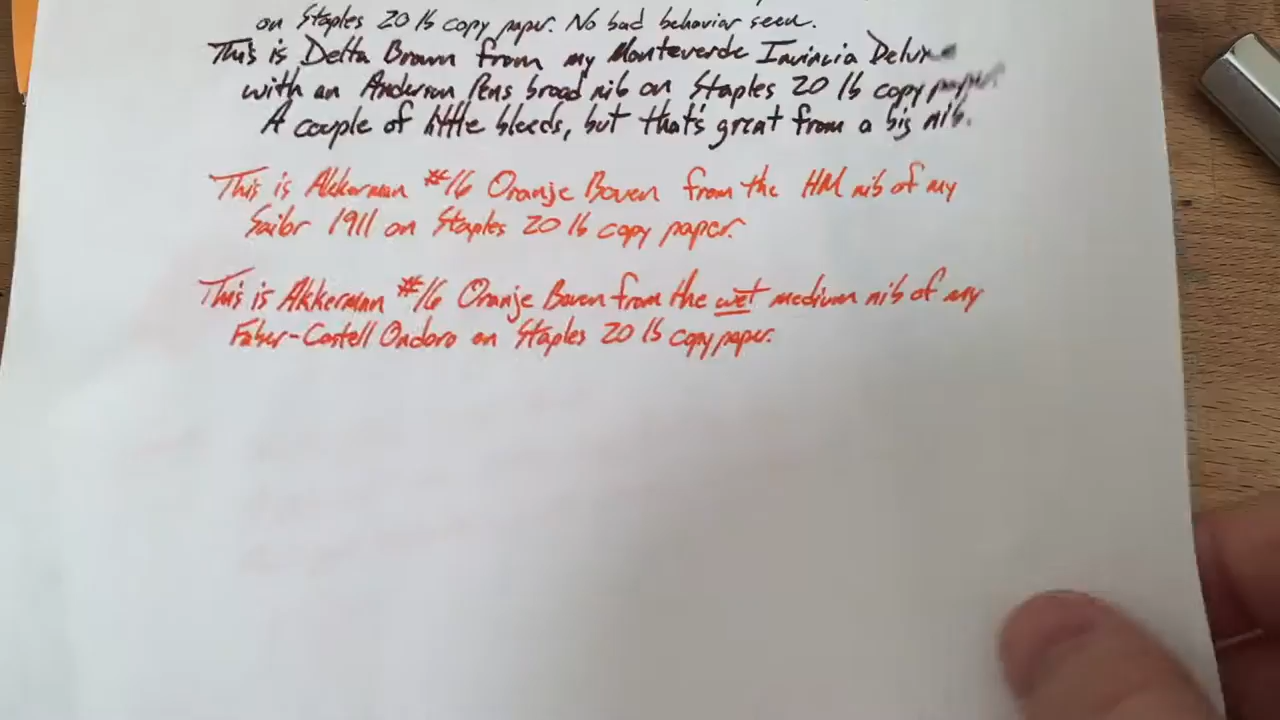 on Staples 20 lb copy paper. No bad behavior seen.
This is Delta Brown from my Monteverde Invincia Deluxe
with an Anderson Pens broad nib on Staples 20 lb copy paper
A couple of little bleeds, but that's great from a big nib.
This is Akkerman #16 Oranje Boven from the HM nib of my
Sailor 1911 on Staples 20 lb copy paper.
This is Akkerman #16 Oranje Boven from the wet medium nib of my
Faber-Castell Ondoro on Staples 20 lb copy paper.